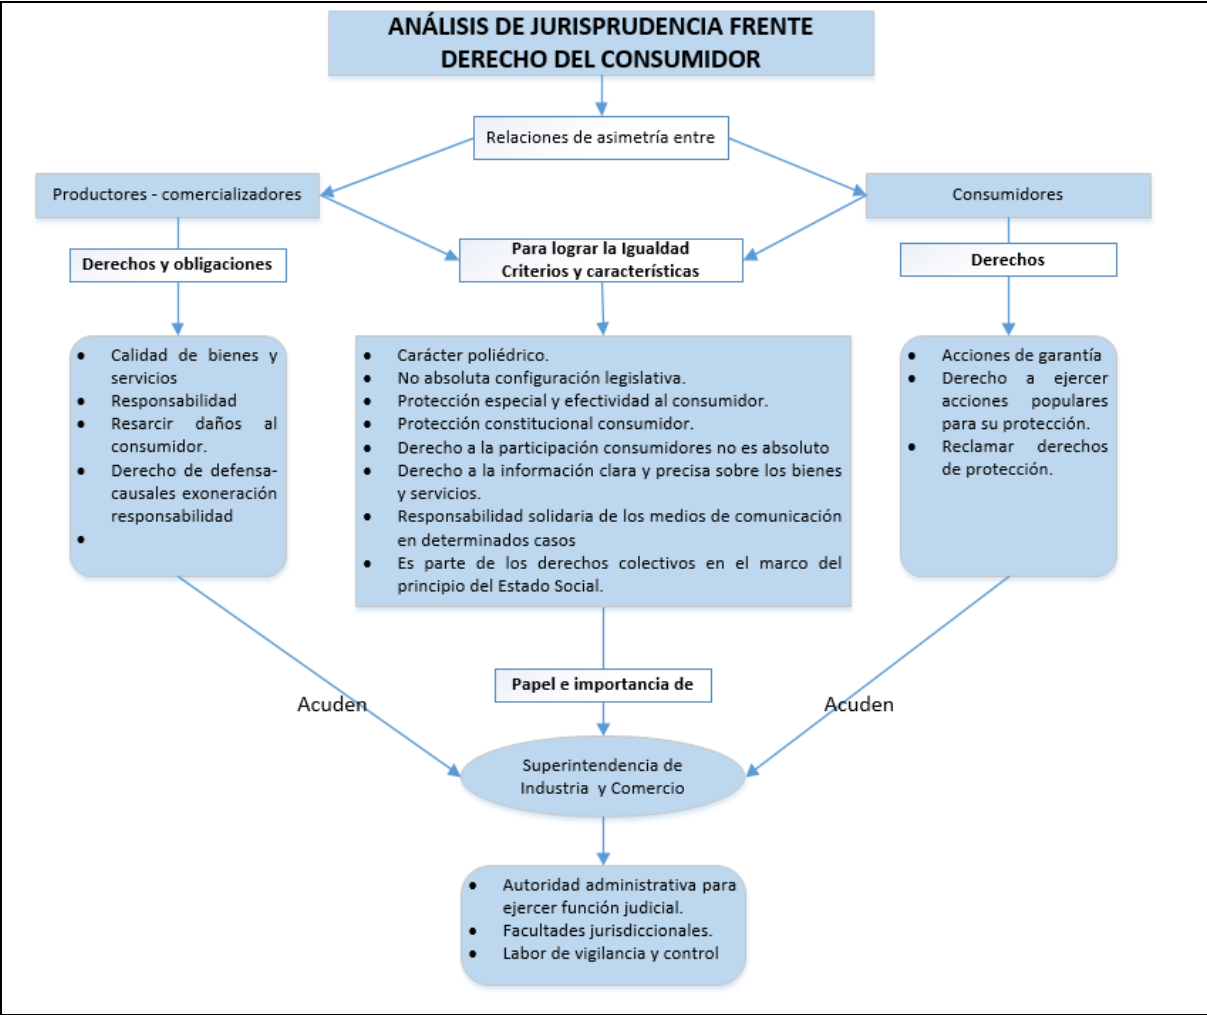 ANÁLISIS DE JURISPRUDENCIA FRENTE
DERECHO DEL CONSUMIDOR
Relaciones de asimetría entre
Productores - comercializadores
Consumidores
Derechos y obligaciones
Para lograr la Igualdad
Criterios y características
Derechos
• Calidad de bienes y
servicios
• Responsabilidad
• Resarcir daños al
consumidor.
• Derecho de defensa-
causales exoneración
responsabilidad
•
• Carácter poliédrico.
• No absoluta configuración legislativa.
• Protección especial y efectividad al consumidor.
• Protección constitucional consumidor.
• Derecho a la participación consumidores no es absoluto
• Derecho a la información clara y precisa sobre los bienes
y servicios.
• Responsabilidad solidaria de los medios de comunicación
en determinados casos
• Es parte de los derechos colectivos en el marco del
principio del Estado Social.
• Acciones de garantía
• Derecho a ejercer
acciones populares
para su protección.
• Reclamar derechos
de protección.
Acuden
Papel e importancia de
Acuden
Superintendencia de
Industria y Comercio
• Autoridad administrativa para
ejercer función judicial.
• Facultades jurisdiccionales.
• Labor de vigilancia y control